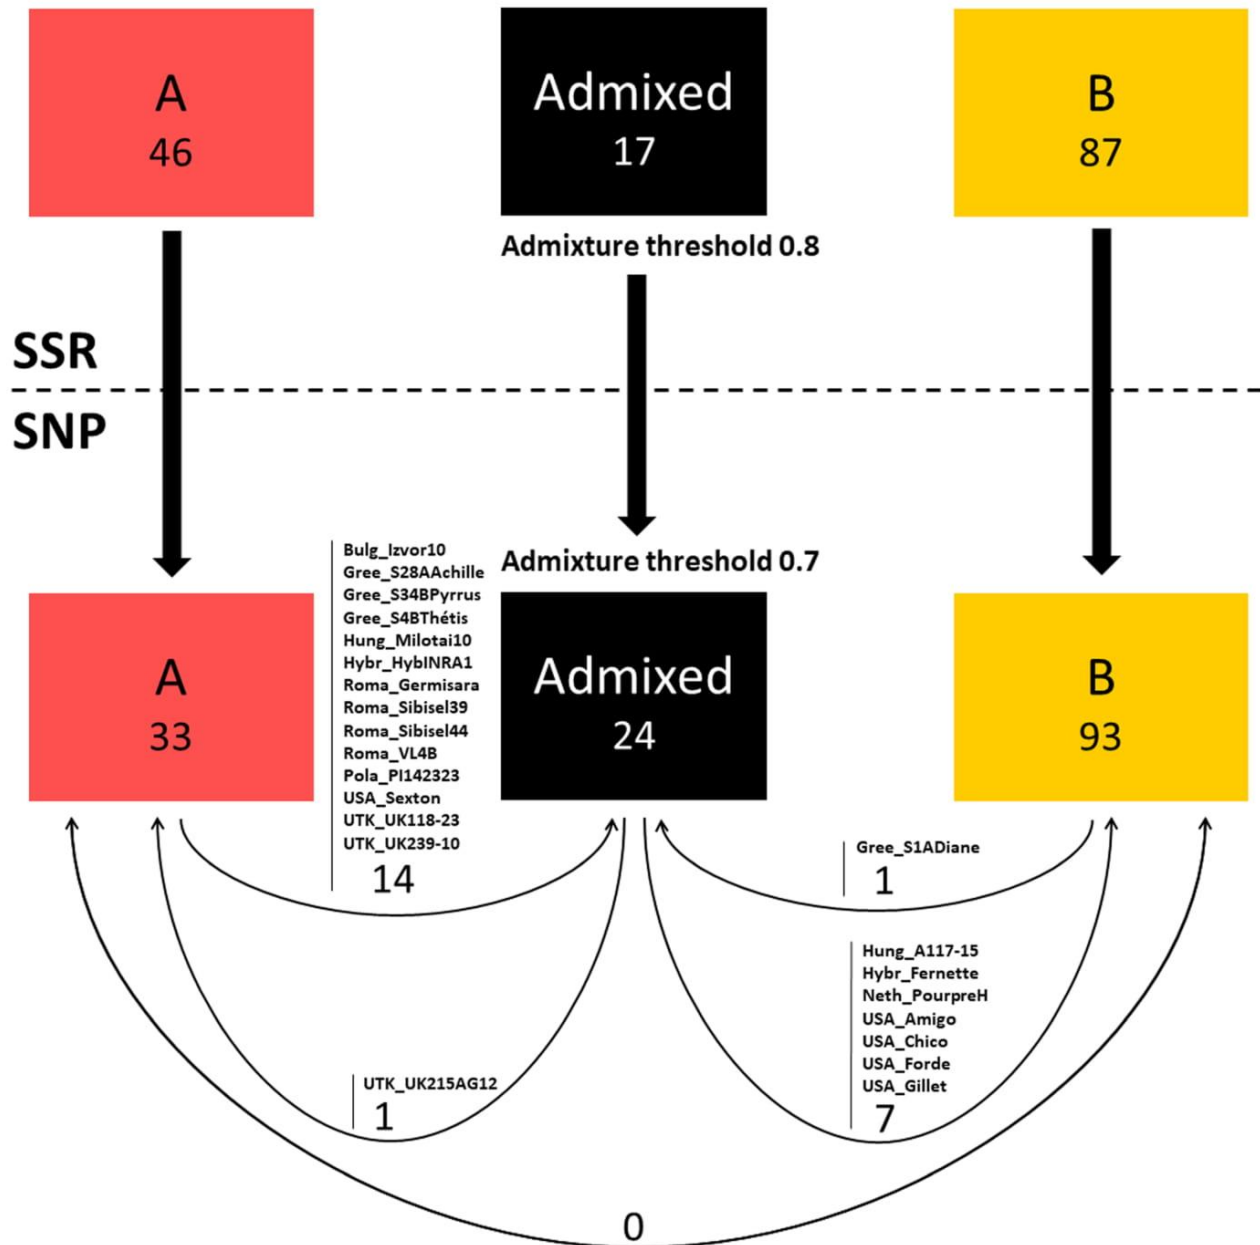 A
46
Admixed
17
B
87
Admixture threshold 0.8
SSR
SNP
Admixture threshold 0.7
A
33
Bulg_Izvor10
Gree_S28AAchille
Gree_S34BPyrrus
Gree_S4BThétis
Hung_Milotai10
Hybr_HybINRA1
Roma_Germisara
Roma_Sibisel39
Roma_Sibisel44
Roma_VL4B
Pola_PI142323
USA_Sexton
UTK_UK118-23
UTK_UK239-10
14
Admixed
24
B
93
Gree_S1ADiane
1
Hung_A117-15
Hybr_Fernette
Neth_PourpreH
USA_Amigo
USA_Chico
USA_Forde
USA_Gillet
7
UTK_UK215AG12
1
0